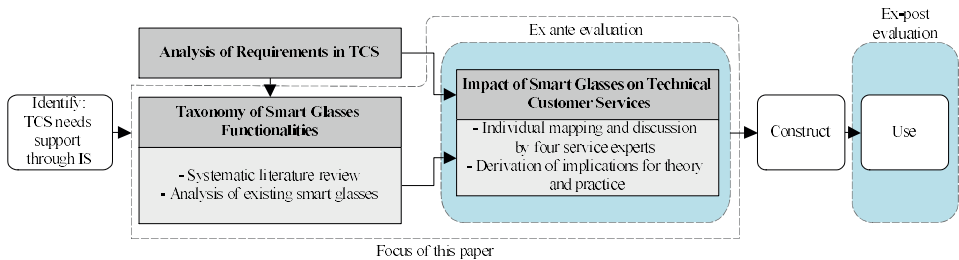 Identify:
TCS needs
support
through IS
Analysis of Requirements in TCS
Taxonomy of Smart Glasses
Functionalities
- Systematic literature review
- Analysis of existing smart glasses
Ex ante evaluation
Impact of Smart Glasses on Technical
Customer Services
- Individual mapping and discussion
by four service experts
- Derivation of implications for theory
and practice
Construct
Ex-post
evaluation
Use
Focus of this paper